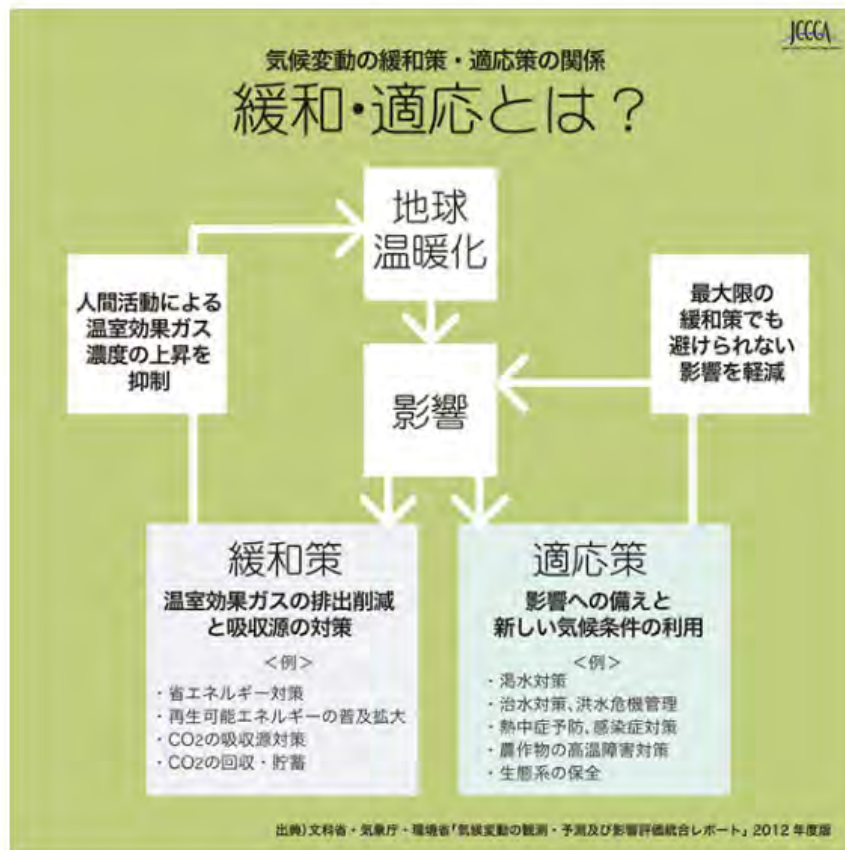 JCCCA
気候変動の緩和策・適応策の関係
緩和・適応とは？
地球
温暖化
人間活動による
温室効果ガス
濃度の上昇を
抑制
最大限の
緩和策でも
避けられない
影響を軽減
影響
緩和策
温室効果ガスの排出削減
と吸収源の対策
＜例＞
・省エネルギー対策
・再生可能エネルギーの普及拡大
・CO2の吸収源対策
・CO2の回収・貯蓄
適応策
影響への備えと
新しい気候条件の利用
＜例＞
・渇水対策
・治水対策、洪水危機管理
・熱中症予防、感染症対策
・農作物の高温障害対策
・生態系の保全
出典）文科省・気象庁・環境省「気候変動の観測・予測及び影響評価統合レポート」2012年度版